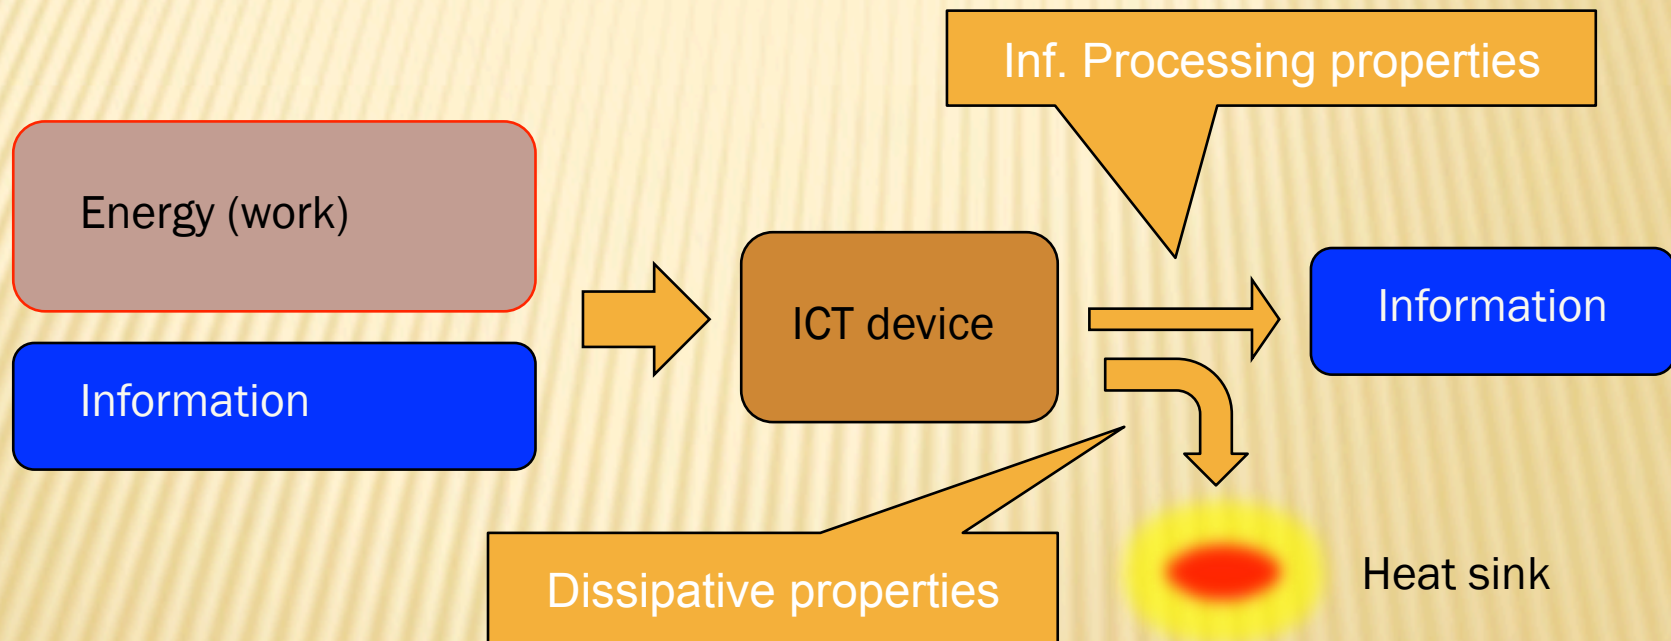 Inf. Processing properties
Energy (work)
Information
ICT device
Information
Dissipative properties
Heat sink